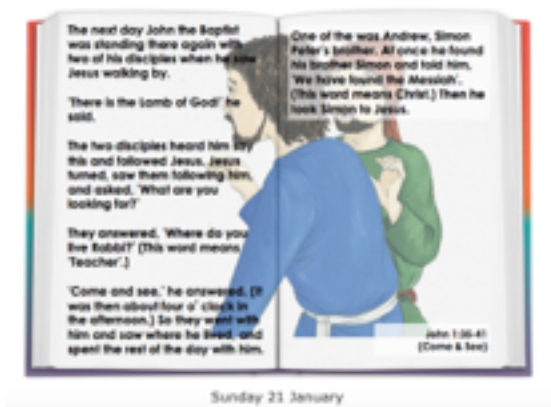 The next day John the Baptist
was standing there again with
two of his disciples when he saw
Jesus walking by.
'There is the Lamb of God!' he
said.
The two disciples heard him say
this and followed Jesus. Jesus
turned, saw them following him,
and asked, 'What are you
looking for?'
They answered, 'Where do you
live Rabbi?' (This word means
'Teacher'.)
'Come and see,' he answered. (It
was then about four o' clock in
the afternoon.) So they went with
him and saw where he lived, and
spent the rest of the day with him.
One of the was Andrew, Simon
Peter's brother. At once he found
his brother Simon and told him,
'We have found the Messiah'.
(This word means Christ.) Then he
took Simon to Jesus.
John 1:35-41
(Come & See)
Sunday 21 January